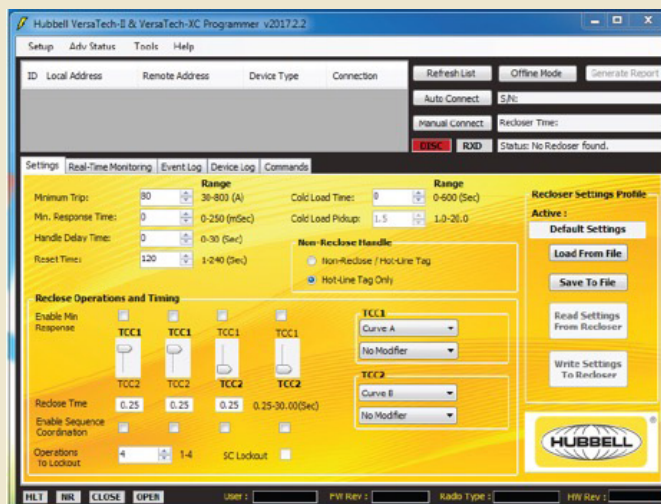 Hubbell VersaTech-II & VersaTech-XC Programmer v2017.2.2
Setup Adv Status Tools Help
ID Local Address Remote Address Device Type Connection
Refresh List Offline Mode Generate Report
Auto Connect S/N:
Manual Connect Recloser Time:
DISC RXD Status: No Recloser found.
Settings Real-Time Monitoring Event Log Device Log Commands
Range Range
Minimum Trip: 80 30-800 (A) Cold Load Time: 0 0-600 (Sec)
Min. Response Time: 0 0-250 (mSec) Cold Load Pickup: 1.5 1.0-20.0
Handle Delay Time: 0 0-30 (Sec)
Reset Time: 120 1-240 (Sec)
Non-Reclose Handle
Non-Reclose / Hot-Line Tag
Hot-Line Tag Only
Recloser Settings Profile
Active :
Default Settings
Load From File
Save To File
Read Settings From Recloser
Write Settings To Recloser
Reclose Operations and Timing
Enable Min Response
TCC1 TCC1 TCC1 TCC1
TCC2 TCC2 TCC2 TCC2
Reclose Time 0.25 0.25 0.25 0.25-30.00(Sec)
Enable Sequence Coordination
Operations To Lockout 4 1-4 SC Lockout
TCC1
Curve A
No Modifier
TCC2
Curve B
No Modifier
HUBBELL
®
HLT NR CLOSE OPEN User : FW Rev : Radio Type : HW Rev :